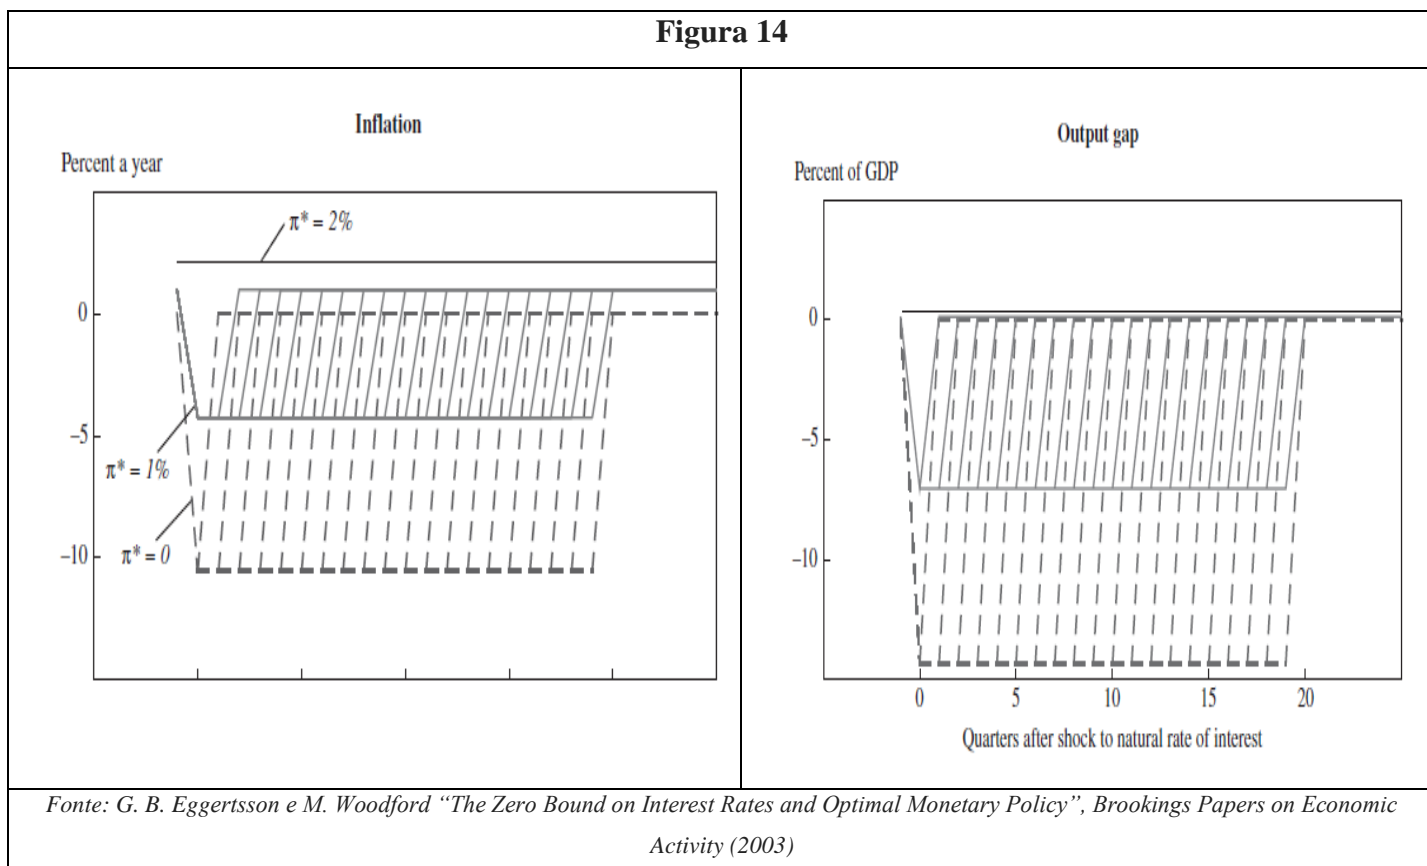 Figura 14
Inflation
Percent a year
π* = 2%
0
−5
π* = 1%
−10
π* = 0
Output gap
Percent of GDP
0
−5
−10
0 5 10 15 20
Quarters after shock to natural rate of interest
Fonte: G. B. Eggertsson e M. Woodford “The Zero Bound on Interest Rates and Optimal Monetary Policy”, Brookings Papers on Economic
Activity (2003)